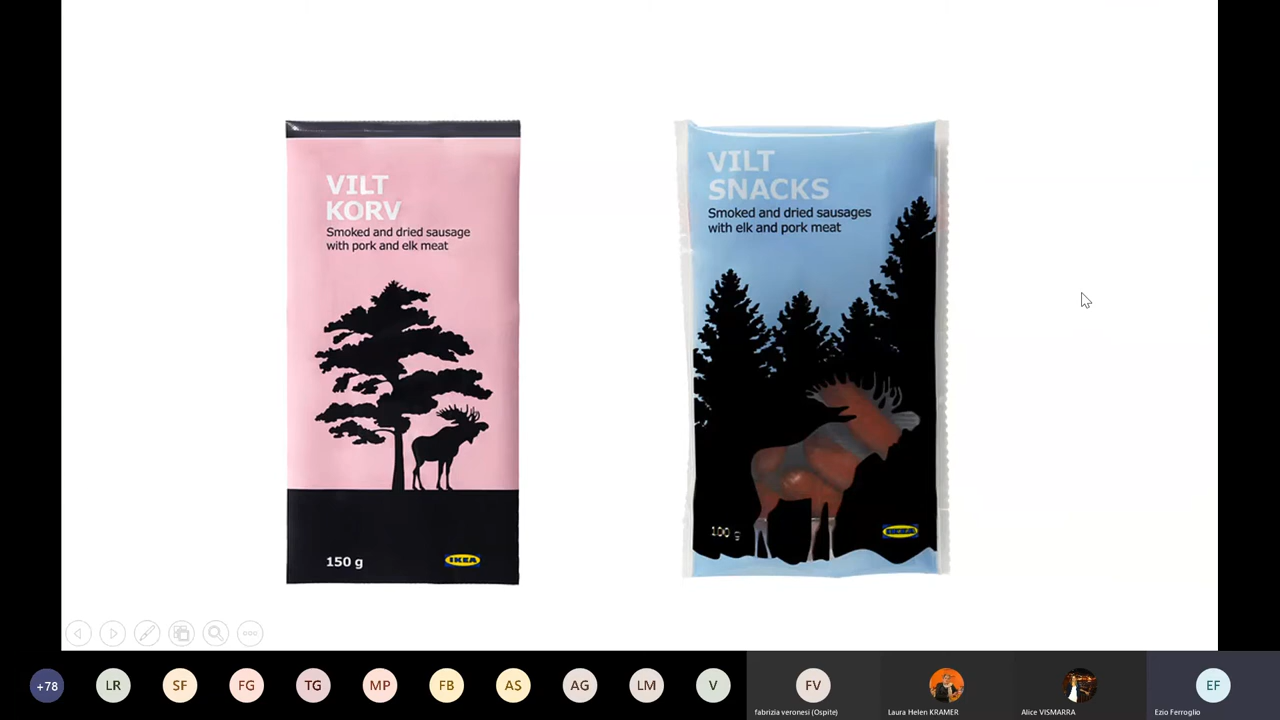 VILT
KORV
Smoked and dried sausage
with pork and elk meat
150 g
IKEA
VILT
SNACKS
Smoked and dried sausages
with elk and pork meat
100 g
IKEA
+78
LR
SF
FG
TG
MP
FB
AS
AG
LM
V
FV
EF
fabrizia veronesi (Ospite)
Laura Helen KRAMER
Alice VISMARRA
Ezio Ferroglio